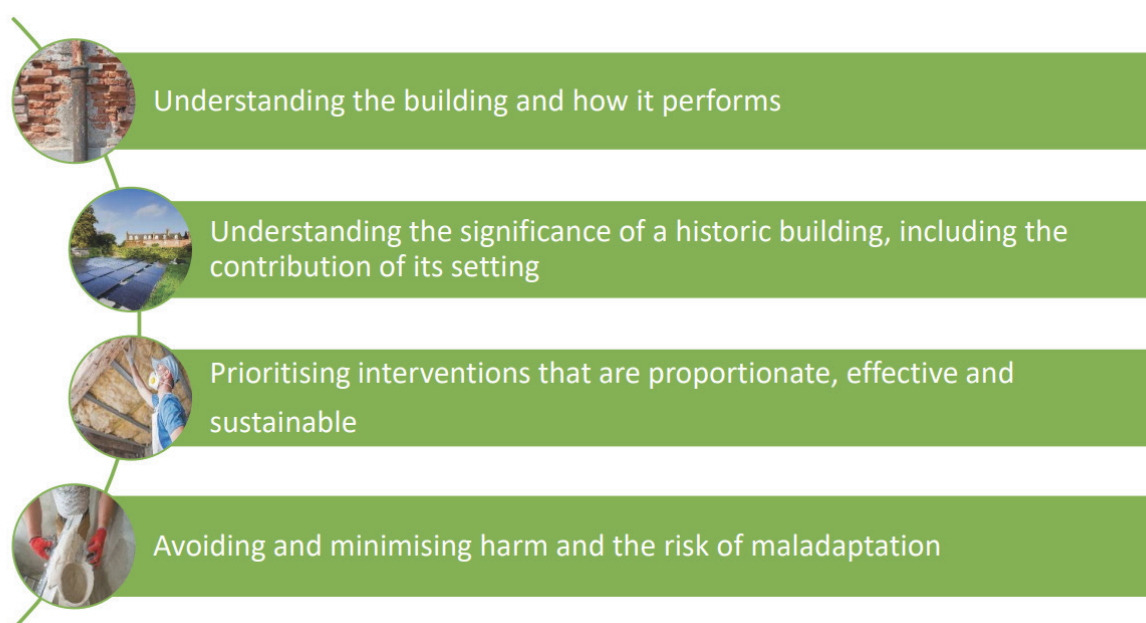 Understanding the building and how it performs
Understanding the significance of a historic building, including the
contribution of its setting
Prioritising interventions that are proportionate, effective and
sustainable
Avoiding and minimising harm and the risk of maladaptation